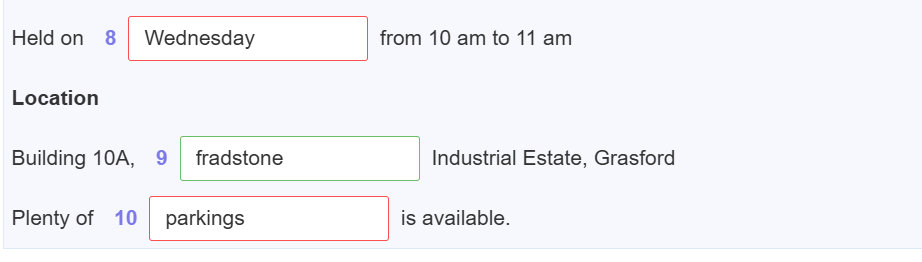 Held on 8 Wednesday from 10 am to 11 am
Location
Building 10A, 9 fradstone Industrial Estate, Grasford
Plenty of 10 parkings is available.